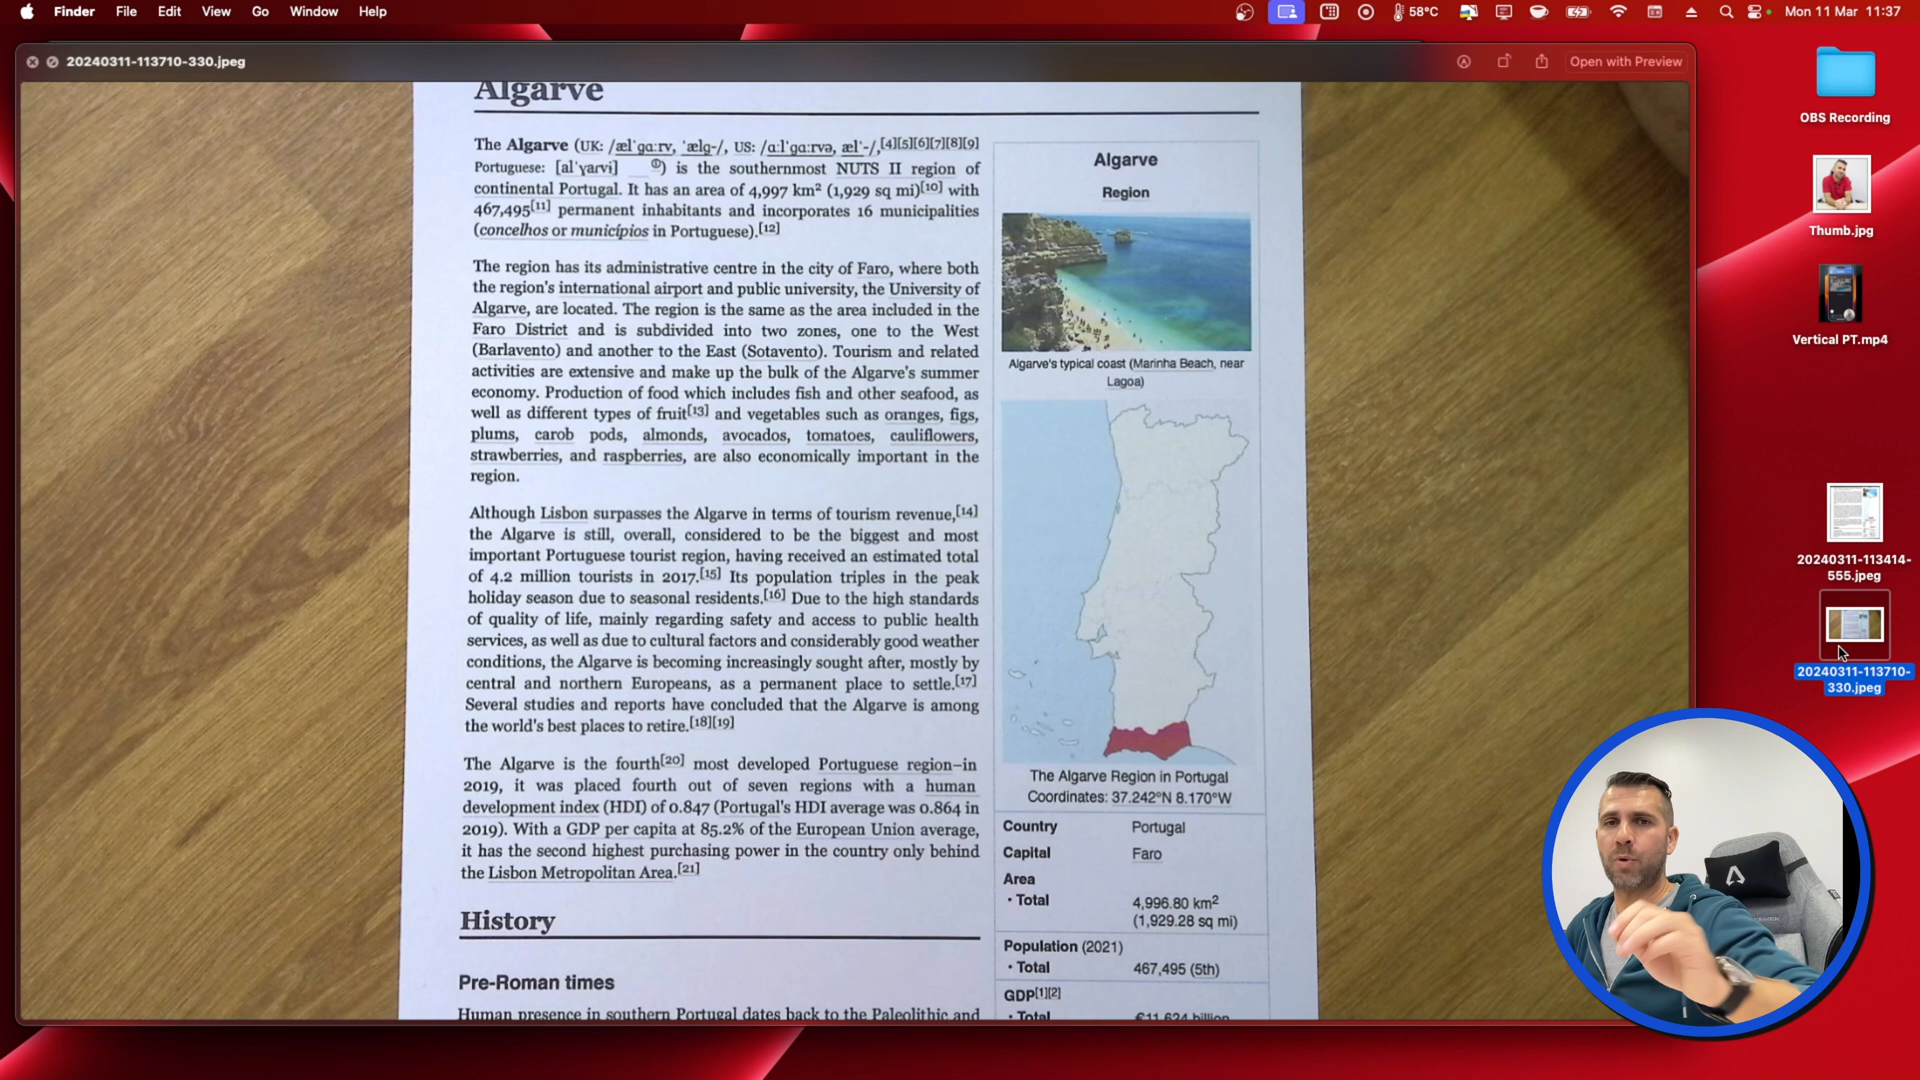 Finder File Edit View Go Window Help
58°C
Mon 11 Mar 11:37
20240311-113710-330.jpeg
Open with Preview
Algarve
The Algarve (UK: /ælˈɡɑːrv, ˈælɡ-/, US: /ɑːlˈɡɑːrvə, æl-/,[4][5][6][7][8][9]
Portuguese: [alˈɣaɾvɨ] ) is the southernmost NUTS II region of
continental Portugal. It has an area of 4,997 km² (1,929 sq mi)[10] with
467,495[11] permanent inhabitants and incorporates 16 municipalities
(concelhos or municípios in Portuguese).[12]
The region has its administrative centre in the city of Faro, where both
the region's international airport and public university, the University of
Algarve, are located. The region is the same as the area included in the
Faro District and is subdivided into two zones, one to the West
(Barlavento) and another to the East (Sotavento). Tourism and related
activities are extensive and make up the bulk of the Algarve's summer
economy. Production of food which includes fish and other seafood, as
well as different types of fruit[13] and vegetables such as oranges, figs,
plums, carob pods, almonds, avocados, tomatoes, cauliflowers,
strawberries, and raspberries, are also economically important in the
region.
Although Lisbon surpasses the Algarve in terms of tourism revenue,[14]
the Algarve is still, overall, considered to be the biggest and most
important Portuguese tourist region, having received an estimated total
of 4.2 million tourists in 2017.[15] Its population triples in the peak
holiday season due to seasonal residents.[16] Due to the high standards
of quality of life, mainly regarding safety and access to public health
services, as well as due to cultural factors and considerably good weather
conditions, the Algarve is becoming increasingly sought after, mostly by
central and northern Europeans, as a permanent place to settle.[17]
Several studies and reports have concluded that the Algarve is among
the world's best places to retire.[18][19]
The Algarve is the fourth[20] most developed Portuguese region–in
2019, it was placed fourth out of seven regions with a human
development index (HDI) of 0.847 (Portugal's HDI average was 0.864 in
2019). With a GDP per capita at 85.2% of the European Union average,
it has the second highest purchasing power in the country only behind
the Lisbon Metropolitan Area.[21]
History
Pre-Roman times
Human presence in southern Portugal dates back to the Paleolithic and
Algarve
Region
Algarve's typical coast (Marinha Beach, near
Lagoa)
The Algarve Region in Portugal
Coordinates: 37.242°N 8.170°W
Country Portugal
Capital Faro
Area
• Total 4,996.80 km²
(1,929.28 sq mi)
Population (2021)
• Total 467,495 (5th)
GDP[1][2]
• Total €11.624 billion
OBS Recording
Thumb.jpg
Vertical PT.mp4
20240311-113414-
555.jpeg
20240311-113710-
330.jpeg